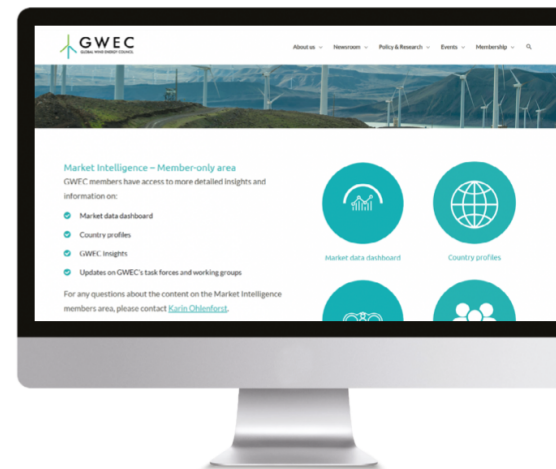 GWEC
GLOBAL WIND ENERGY COUNCIL
About us
Newsroom
Policy & Research
Events
Membership
Market Intelligence – Member-only area
GWEC members have access to more detailed insights and
information on:
Market data dashboard
Country profiles
GWEC Insights
Updates on GWEC's task forces and working groups
For any questions about the content on the Market Intelligence
members area, please contact Karin Ohlenforst.
Market data dashboard
Country profiles